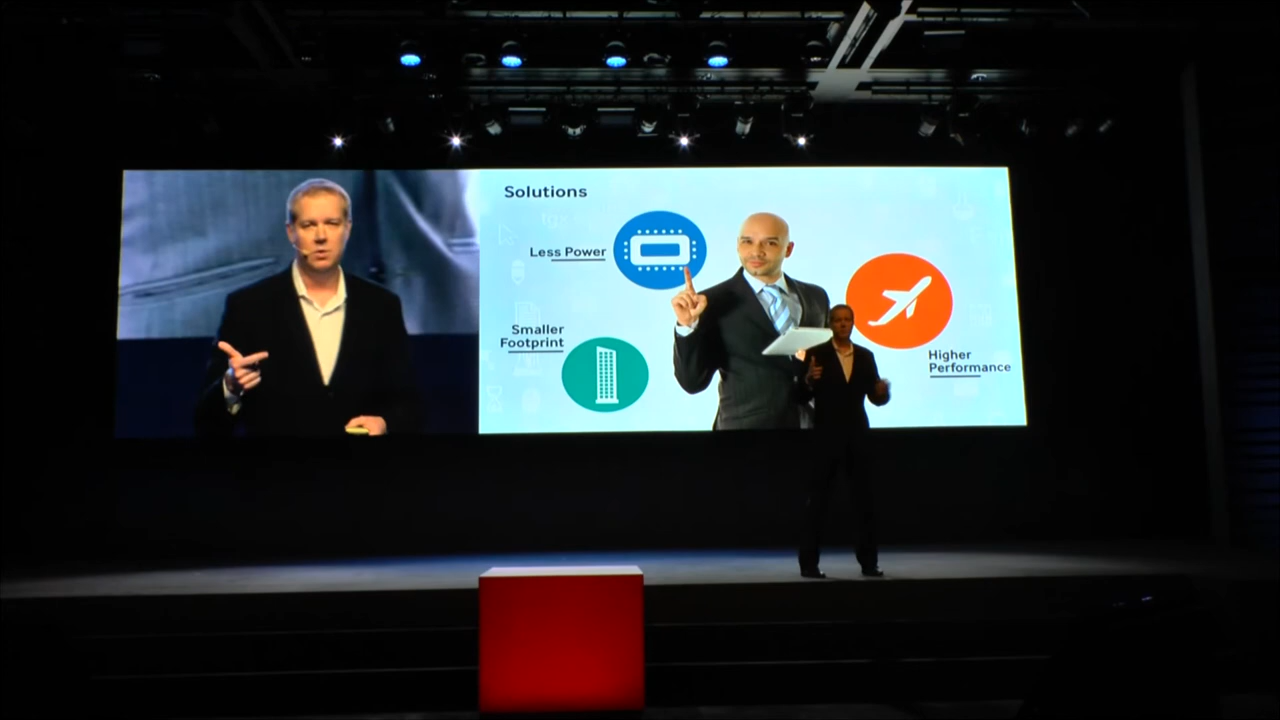 Solutions
Less Power
Smaller
Footprint
Higher
Performance